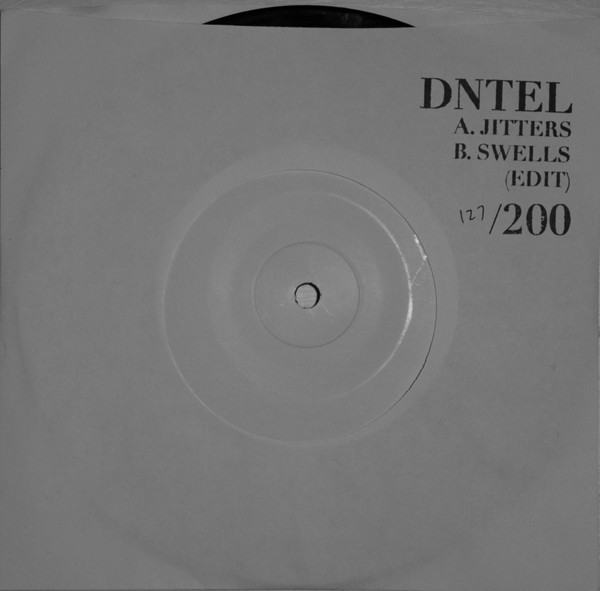 DNTEL
A. JITTERS
B. SWELLS
(EDIT)
127/200